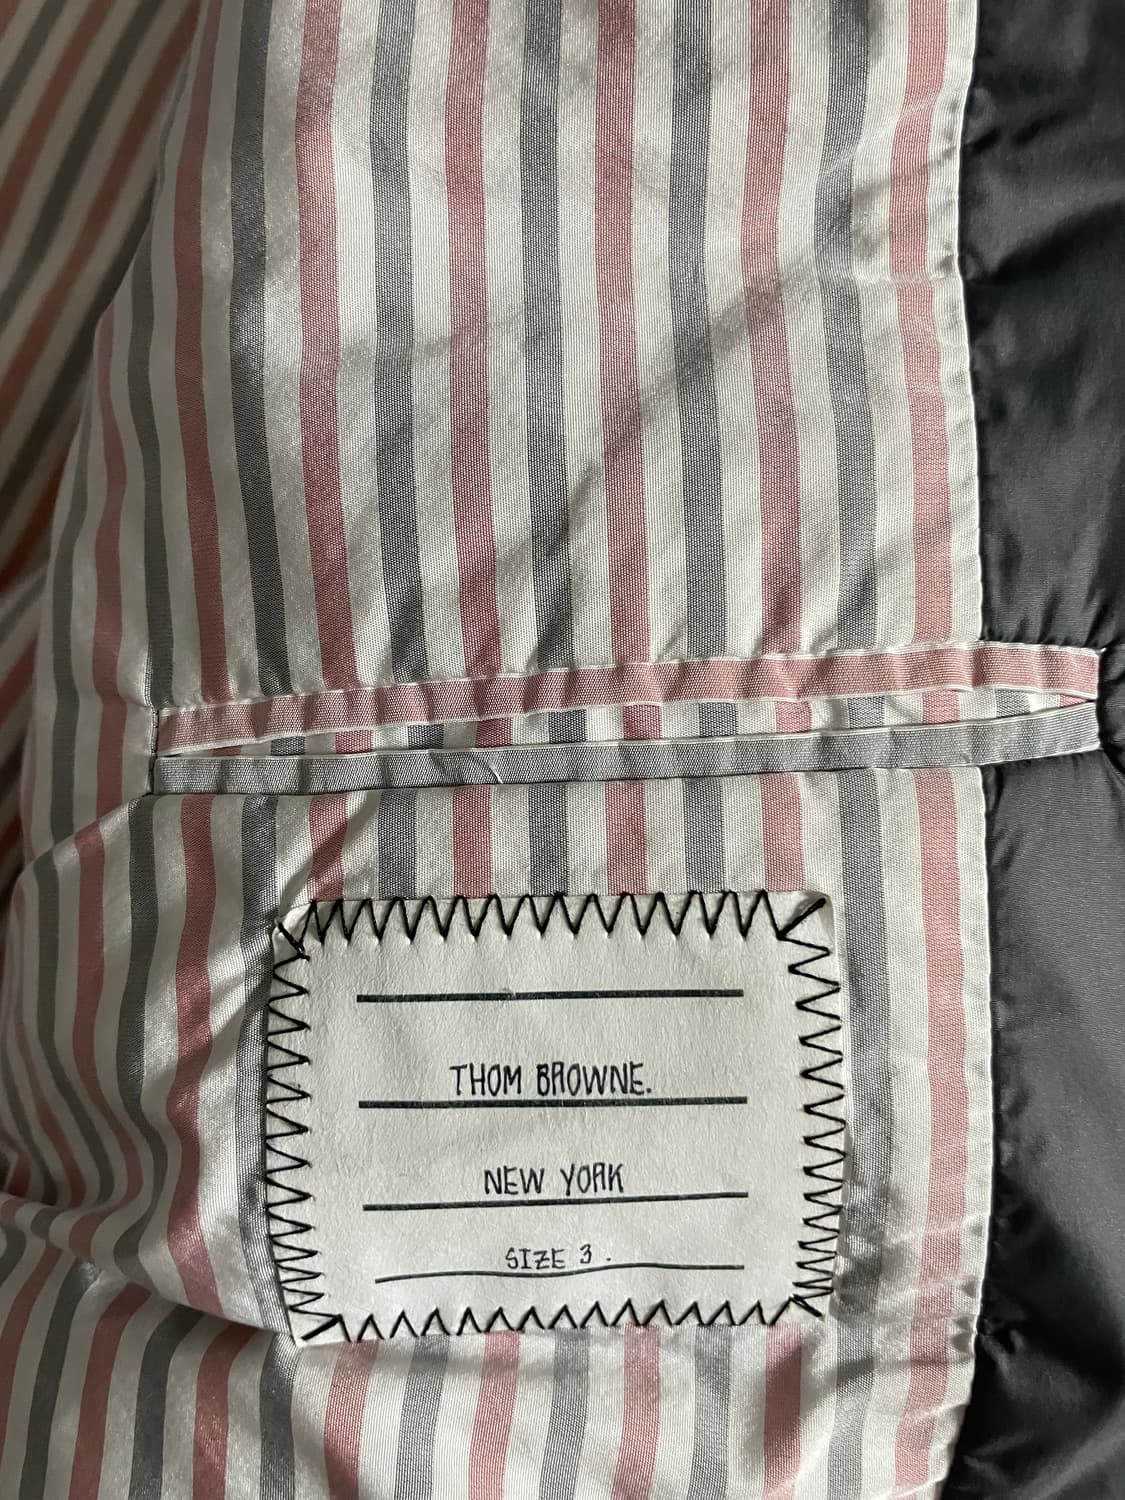 THOM BROWNE.
NEW YORK
SIZE 3.